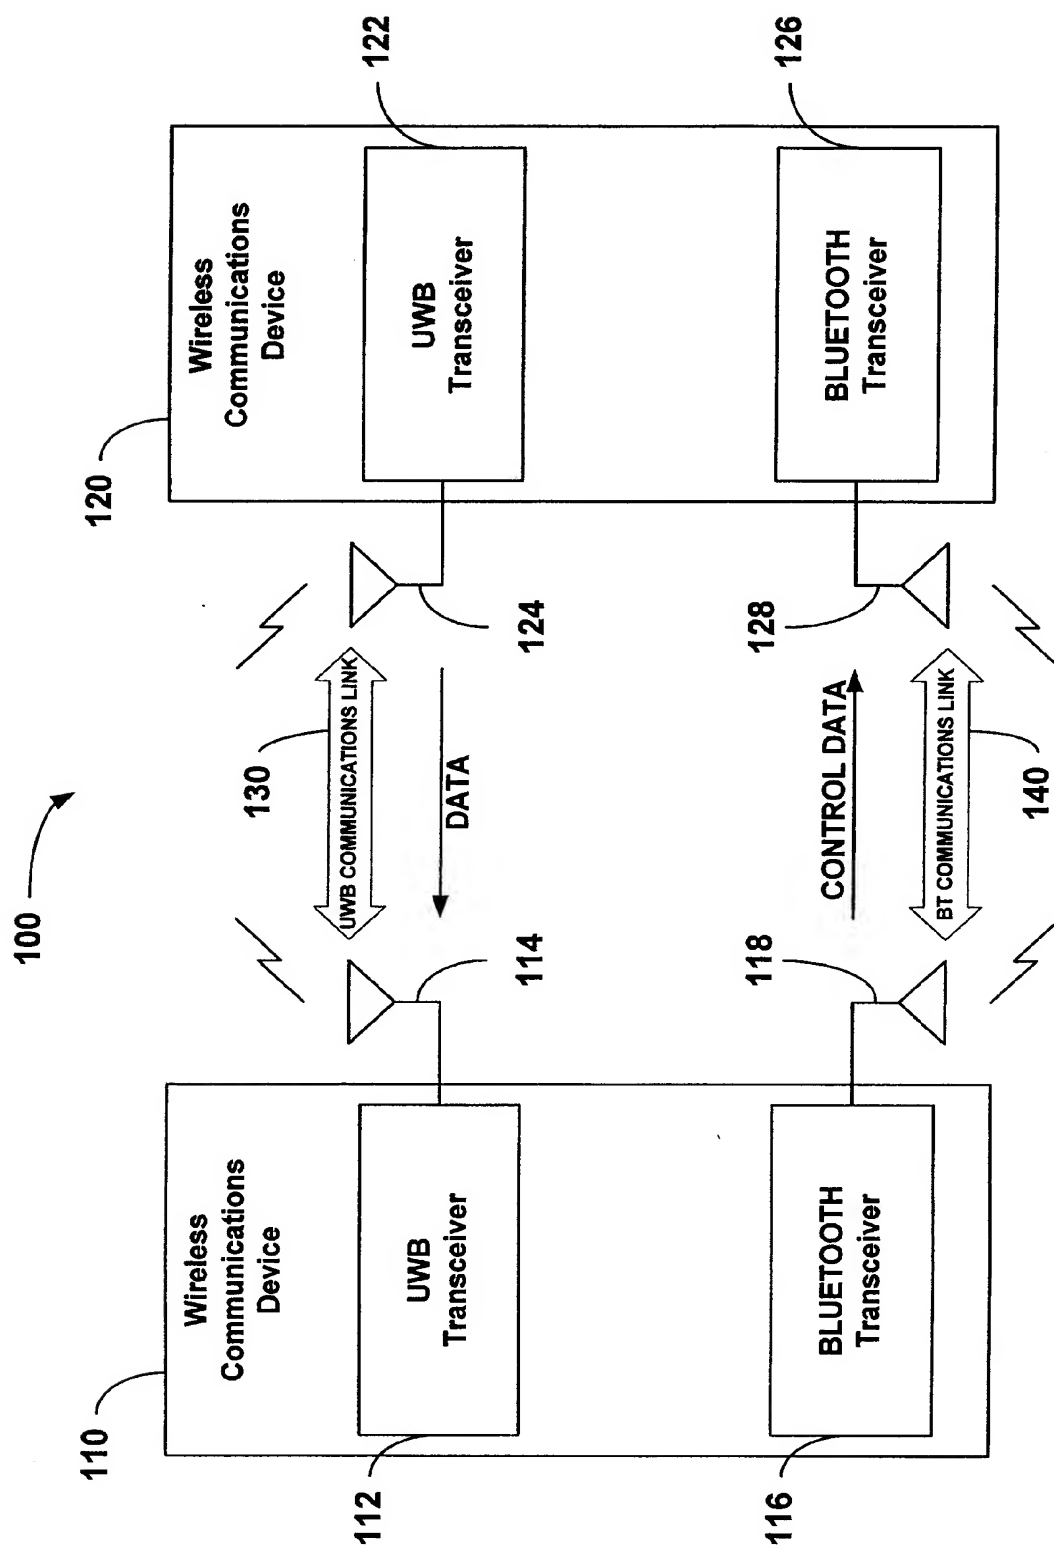 100
110
Wireless
Communications
Device
112
UWB
Transceiver
114
116
BLUETOOTH
Transceiver
118
130
UWB COMMUNICATIONS LINK
DATA
CONTROL DATA
BT COMMUNICATIONS LINK
140
120
Wireless
Communications
Device
122
UWB
Transceiver
124
126
BLUETOOTH
Transceiver
128